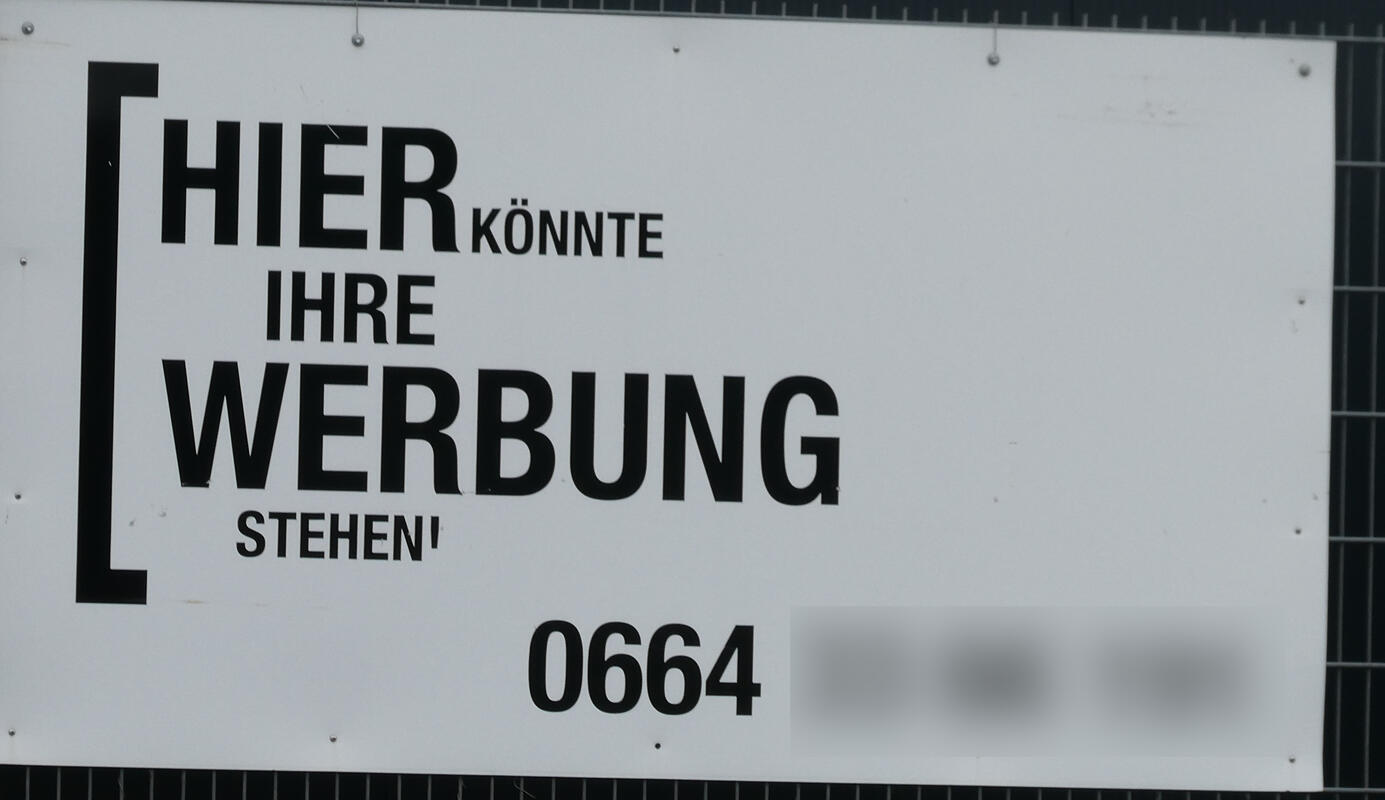 HIER KÖNNTE
IHRE
WERBUNG
STEHEN'
0664